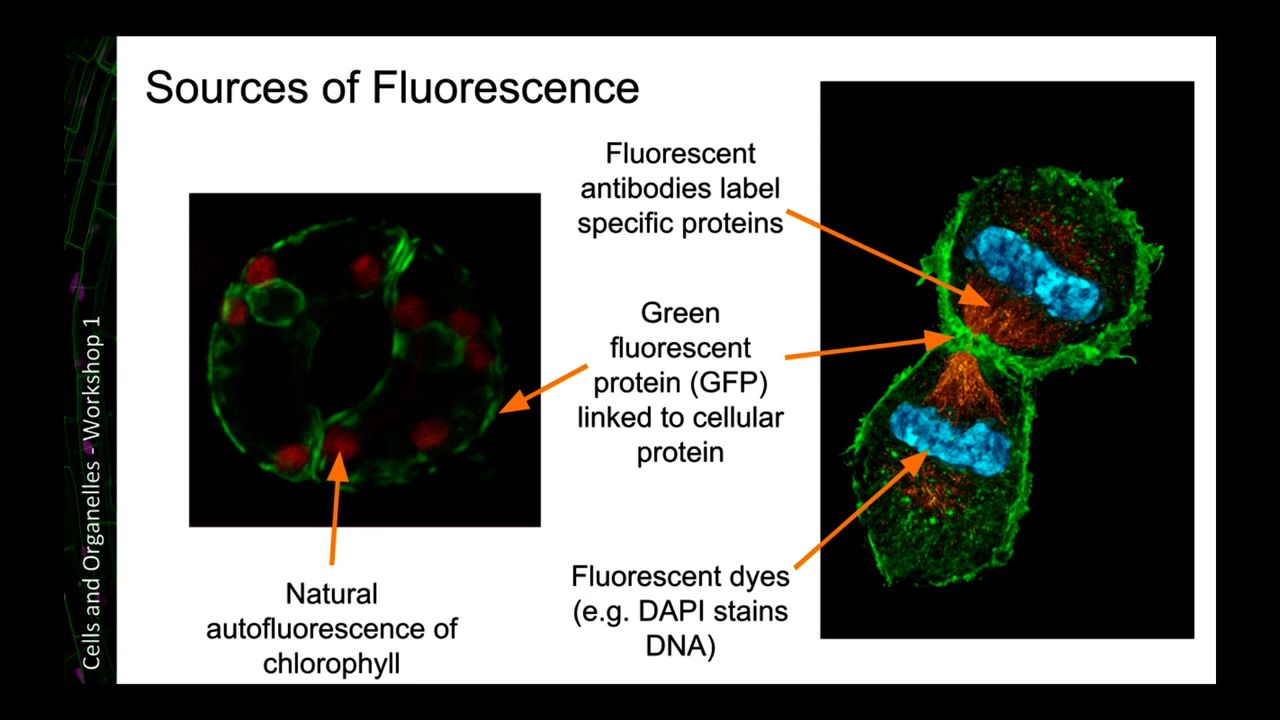 Sources of Fluorescence
Fluorescent
antibodies label
specific proteins
Green
fluorescent
protein (GFP)
linked to cellular
protein
Fluorescent dyes
(e.g. DAPI stains
DNA)
Natural
autofluorescence of
chlorophyll
Cells and Organelles - Workshop 1